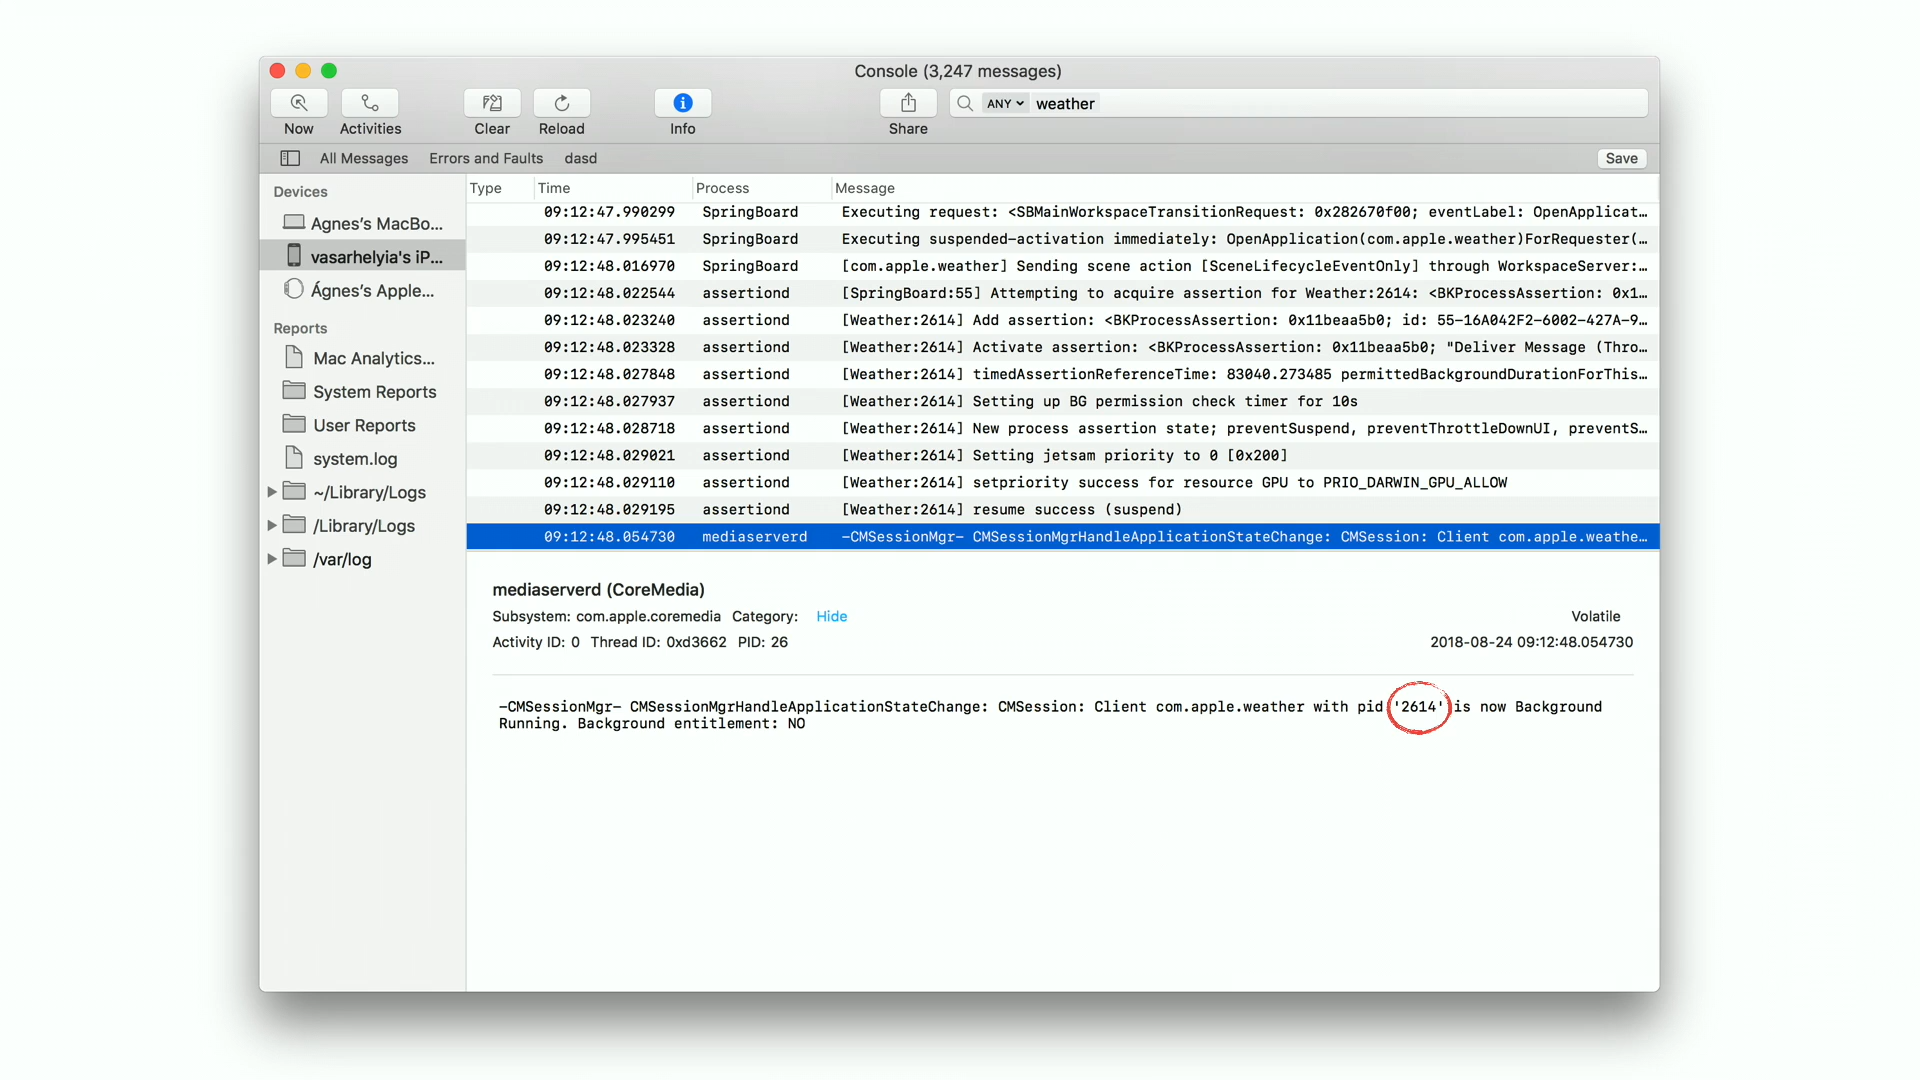 Console (3,247 messages)
ANY weather
Now Activities Clear Reload Info Share
All Messages Errors and Faults dasd Save
Devices
Agnes’s MacBo...
vasarhelyia's iP...
Ágnes’s Apple...
Reports
Mac Analytics...
System Reports
User Reports
system.log
~/Library/Logs
/Library/Logs
/var/log
Type Time Process Message
09:12:47.990299 SpringBoard Executing request: <SBMainWorkspaceTransitionRequest: 0x282670f00; eventLabel: OpenApplicat…
09:12:47.995451 SpringBoard Executing suspended-activation immediately: OpenApplication(com.apple.weather)ForRequester(…
09:12:48.016970 SpringBoard [com.apple.weather] Sending scene action [SceneLifecycleEventOnly] through WorkspaceServer:…
09:12:48.022544 assertiond [SpringBoard:55] Attempting to acquire assertion for Weather:2614: <BKProcessAssertion: 0x1…
09:12:48.023240 assertiond [Weather:2614] Add assertion: <BKProcessAssertion: 0x11beaa5b0; id: 55-16A042F2-6002-427A-9…
09:12:48.023328 assertiond [Weather:2614] Activate assertion: <BKProcessAssertion: 0x11beaa5b0; "Deliver Message (Thro…
09:12:48.027848 assertiond [Weather:2614] timedAssertionReferenceTime: 83040.273485 permittedBackgroundDurationForThis…
09:12:48.027937 assertiond [Weather:2614] Setting up BG permission check timer for 10s
09:12:48.028718 assertiond [Weather:2614] New process assertion state; preventSuspend, preventThrottleDownUI, preventS…
09:12:48.029021 assertiond [Weather:2614] Setting jetsam priority to 0 [0x200]
09:12:48.029110 assertiond [Weather:2614] setpriority success for resource GPU to PRIO_DARWIN_GPU_ALLOW
09:12:48.029195 assertiond [Weather:2614] resume success (suspend)
09:12:48.054730 mediaserverd -CMSessionMgr- CMSessionMgrHandleApplicationStateChange: CMSession: Client com.apple.weathe…
mediaserverd (CoreMedia)
Subsystem: com.apple.coremedia Category: Hide Volatile
Activity ID: 0 Thread ID: 0xd3662 PID: 26 2018-08-24 09:12:48.054730
-CMSessionMgr- CMSessionMgrHandleApplicationStateChange: CMSession: Client com.apple.weather with pid '2614' is now Background
Running. Background entitlement: NO